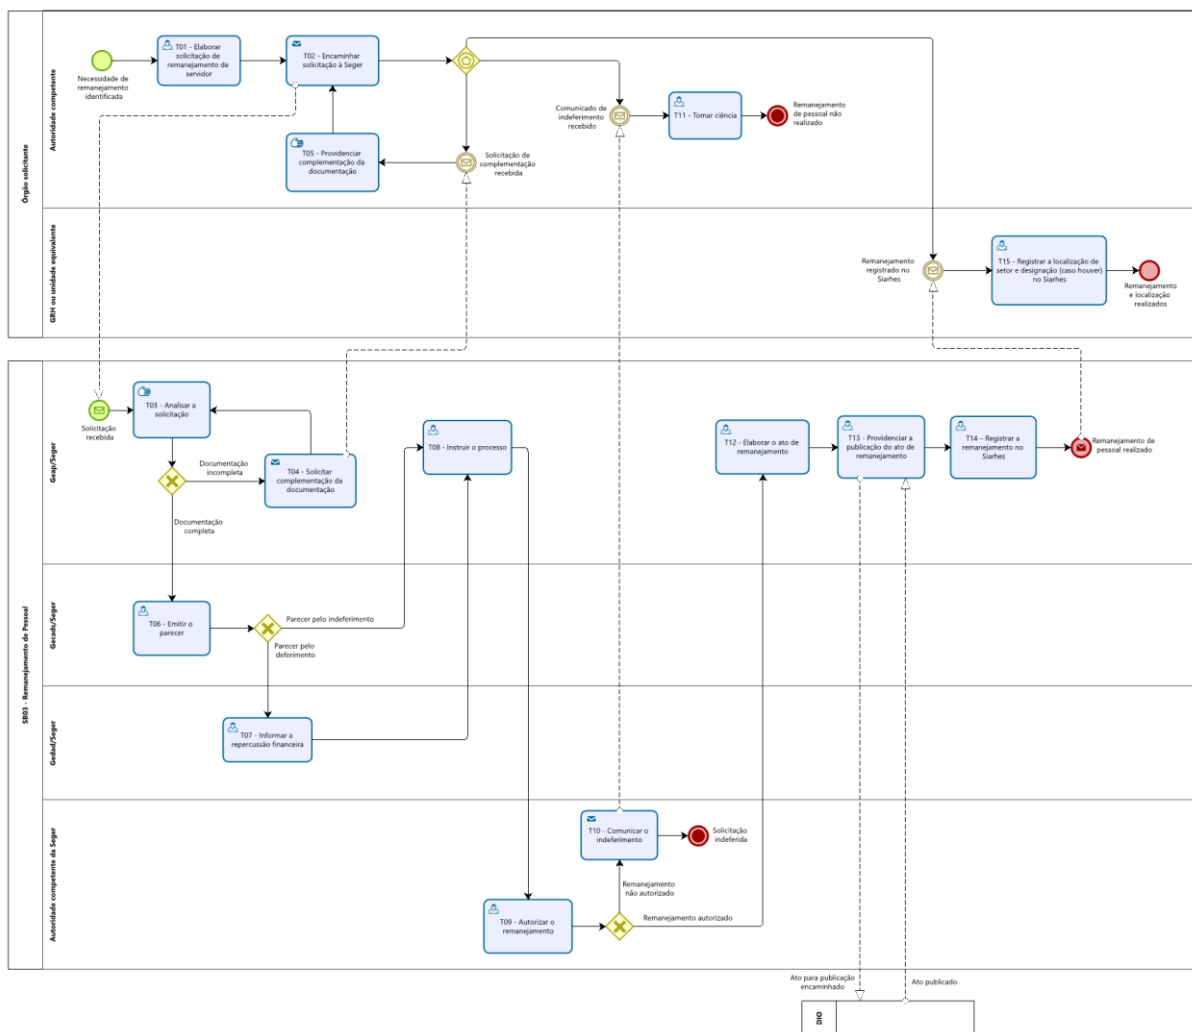 Órgão solicitante
Autoridade competente
Necessidade de
remanejamento
identificada
T01 - Elaborar
solicitação de
remanejamento de
servidor
T02 - Encaminhar
solicitação à Seger
T05 - Providenciar
complementação da
documentação
Solicitação de
complementação
recebida
Comunicado de
indeferimento
recebido
T11 - Tomar ciência
Remanejamento
de pessoal não
realizado
GRH ou unidade equivalente
Remanejamento
registrado no
Siarhes
T15 - Registrar a localização de
setor e designação (caso houver)
no Siarhes
Remanejamento
e localização
realizados
SB03 - Remanejamento de Pessoal
Geap/Seger
Solicitação
recebida
T03 - Analisar a
solicitação
Documentação
incompleta
T04 - Solicitar
complementação da
documentação
Documentação
completa
T08 - Instruir o processo
T12 - Elaborar o ato de
remanejamento
T13 - Providenciar a
publicação do ato de
remanejamento
T14 - Registrar a
remanejamento no
Siarhes
Remanejamento de
pessoal realizado
Gecads/Seger
T06 - Emitir o
parecer
Parecer pelo indeferimento
Parecer pelo
deferimento
Gedad/Seger
T07 - Informar a
repercussão financeira
Autoridade competente da Seger
T10 - Comunicar o
indeferimento
Solicitação
indeferida
Remanejamento
não autorizado
T09 - Autorizar o
remanejamento
Remanejamento autorizado
Ato para publicação
encaminhado
Ato publicado
DIO